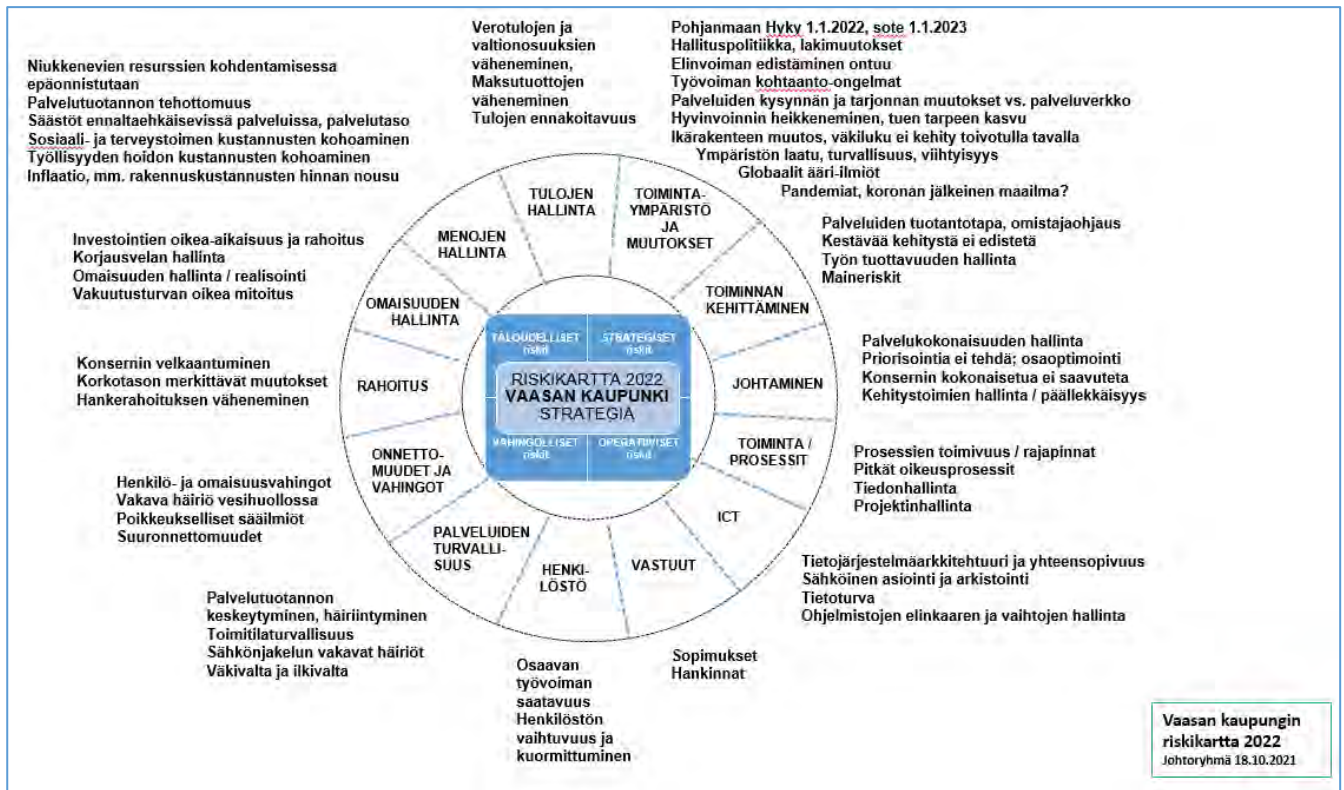 Verotulojen ja
valtionosuuksien
väheneminen,
Maksutuottojen
väheneminen
Tulojen ennakoitavuus
Pohjanmaan Hyky 1.1.2022, sote 1.1.2023
Hallituspolitiikka, lakimuutokset
Elinvoiman edistäminen ontuu
Työvoiman kohtaanto-ongelmat
Palveluiden kysynnän ja tarjonnan muutokset vs. palveluverkko
Hyvinvoinnin heikkeneminen, tuen tarpeen kasvu
Ikärakenteen muutos, väkiluku ei kehity toivotulla tavalla
Ympäristön laatu, turvallisuus, viihtyisyys
Globaalit ääri-ilmiöt
Pandemiat, koronan jälkeinen maailma?
Niukkenevien resurssien kohdentamisessa
epäonnistutaan
Palvelutuotannon tehottomuus
Säästöt ennaltaehkäisevissä palveluissa, palvelutaso
Sosiaali- ja terveystoimen kustannusten kohoaminen
Työllisyyden hoidon kustannusten kohoaminen
Inflaatio, mm. rakennuskustannusten hinnan nousu
Palveluiden tuotantotapa, omistajaohjaus
Kestävää kehitystä ei edistetä
Työn tuottavuuden hallinta
Maineriskit
Investointien oikea-aikaisuus ja rahoitus
Korjausvelan hallinta
Omaisuuden hallinta / realisointi
Vakuutusturvan oikea mitoitus
Palvelukokonaisuuden hallinta
Priorisointia ei tehdä; osaoptimointi
Konsernin kokonaisetua ei saavuteta
Kehitystoimien hallinta / päällekkäisyys
Konsernin velkaantuminen
Korkotason merkittävät muutokset
Hankerahoituksen väheneminen
Prosessien toimivuus / rajapinnat
Pitkät oikeusprosessit
Tiedonhallinta
Projektinhallinta
Henkilö- ja omaisuusvahingot
Vakava häiriö vesihuollossa
Poikkeukselliset sääilmiöt
Suuronnettomuudet
Tietojärjestelmäarkkitehtuuri ja yhteensopivuus
Sähköinen asiointi ja arkistointi
Tietoturva
Ohjelmistojen elinkaaren ja vaihtojen hallinta
Palvelutuotannon
keskeytyminen, häiriintyminen
Toimitilaturvallisuus
Sähkönjakelun vakavat häiriöt
Väkivalta ja ilkivalta
Osaavan
työvoiman
saatavuus
Henkilöstön
vaihtuvuus ja
kuormittuminen
Sopimukset
Hankinnat
TULOJEN
HALLINTA
TOIMINTA-
YMPÄRISTÖ
JA
MUUTOKSET
TOIMINNAN
KEHITTÄMINEN
JOHTAMINEN
TOIMINTA /
PROSESSIT
ICT
VASTUUT
HENKI-
LÖSTÖ
PALVELUIDEN
TURVALLI-
SUUS
ONNETTO-
MUUDET JA
VAHINGOT
RAHOITUS
OMAISUUDEN
HALLINTA
MENOJEN
HALLINTA
TALOUDELLISET
riskit
STRATEGISET
riskit
RISKIKARTTA 2022
VAASAN KAUPUNKI
STRATEGIA
VAHINGOLLISET
riskit
OPERATIIVISET
riskit
Vaasan kaupungin
riskikartta 2022
Johtoryhmä 18.10.2021